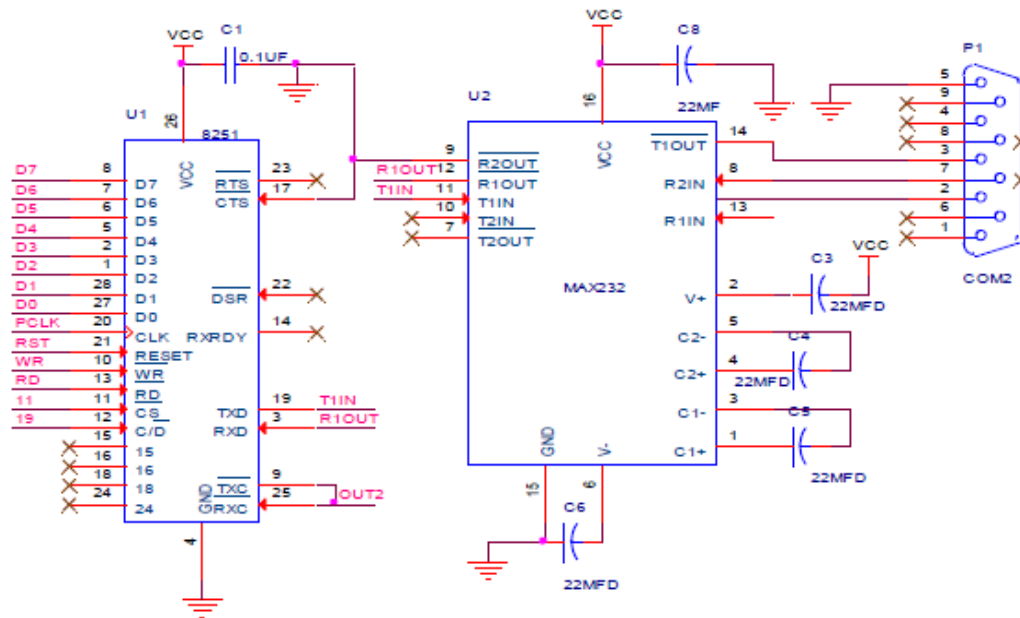 VCC
C1
0.1UF
U1
8251
26
VCC
D7 8 D7
D6 7 D6
D5 6 D5
D4 5 D4
D3 2 D3
D2 1 D2
D1 28 D1
D0 27 D0
PCLK 20 CLK
RST 21 RESET
WR 10 WR
RD 13 RD
11 11 CS
19 12 C/D
15 15
16 16
18 18
24 24
RTS 23
CTS 17
DSR 22
RXRDY 14
TXD 19 T1IN
RXD 3 R1OUT
TXC 9
RXC 25 OUT2
GND
4
VCC
C8
22MF
U2
16
VCC
9 R2OUT
R1OUT 12 R1OUT
T1IN 11 T1IN
10 T2IN
7 T2OUT
MAX232
T1OUT 14
R2IN 8
R1IN 13
V+ 2
C2- 5
C2+ 4
C1- 3
C1+ 1
GND
V-
15
6
C6
22MFD
C3
22MFD
VCC
C4
22MFD
C5
22MFD
P1
5
9
4
8
3
7
2
6
1
COM2